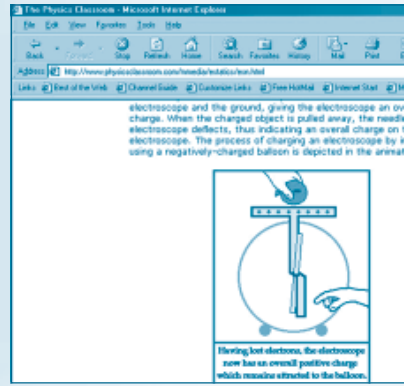 The Physics Classroom - Microsoft Internet Explorer
File Edit View Favorites Tools Help
Back Forward Stop Refresh Home Search Favorites History Mail Print
Address http://www.physicsclassroom.com/mmedia/estatics/esn.html
Links Best of the Web Channel Guide Customize Links Free HotMail Internet Start
electroscope and the ground, giving the electroscope an ov
charge. When the charged object is pulled away, the needle
electroscope deflects, thus indicating an overall charge on t
electroscope. The process of charging an electroscope by in
using a negatively-charged balloon is depicted in the animat
Having lost electrons, the electroscope
now has an overall positive charge
which remains attracted to the balloon.